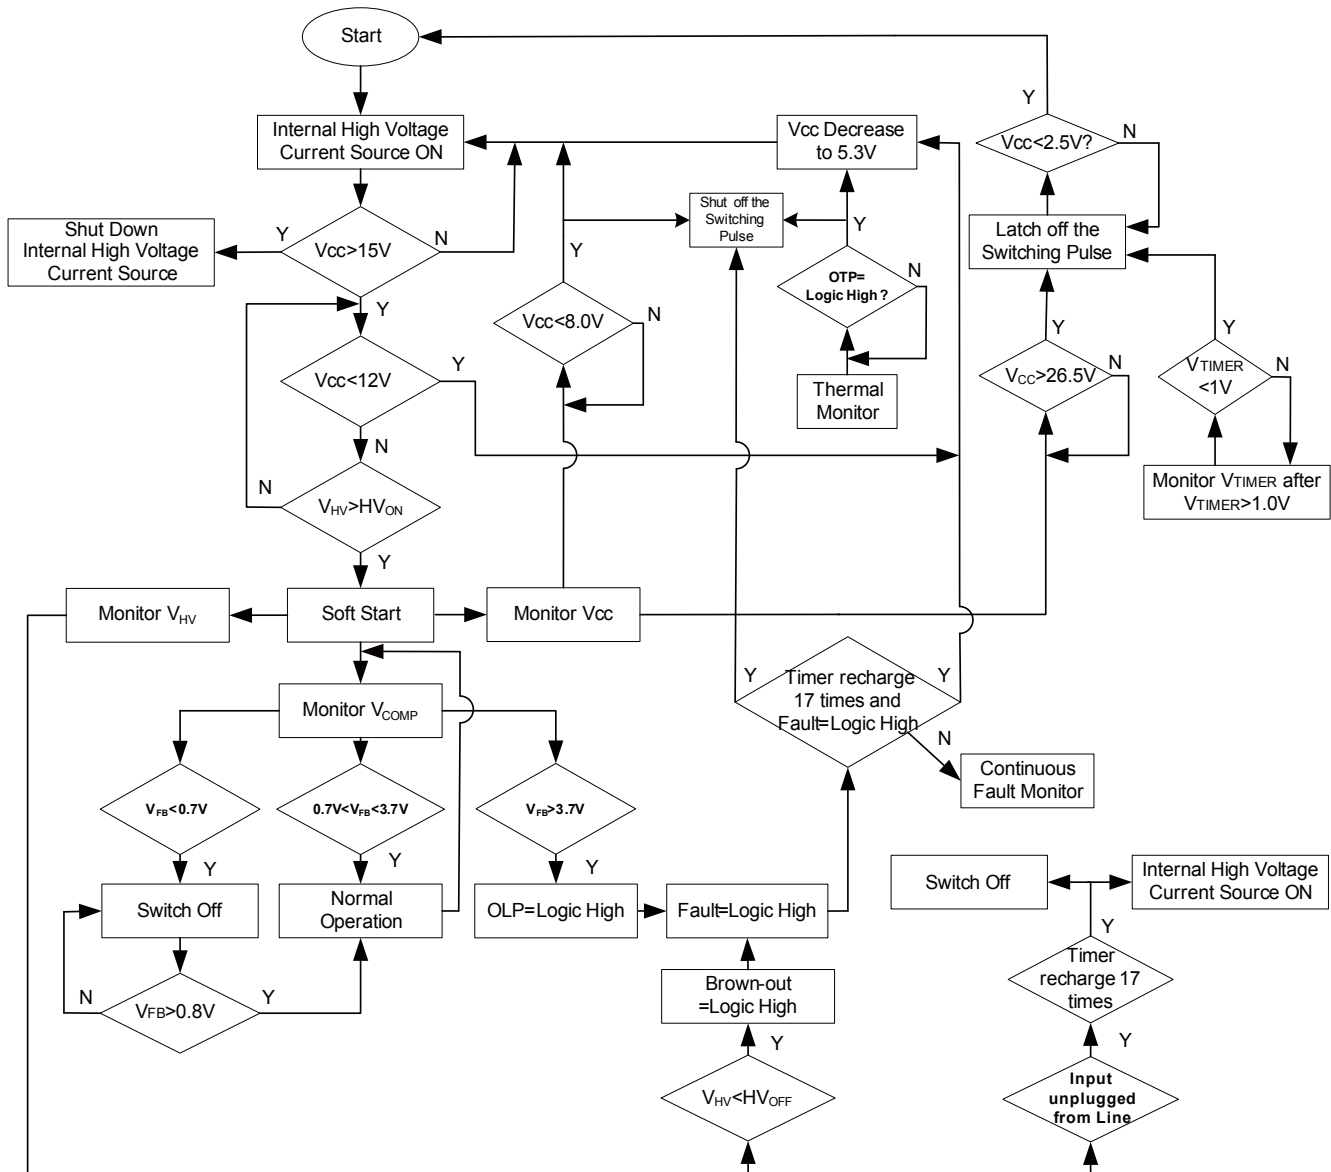 Start
Internal High Voltage
Current Source ON
Vcc Decrease
to 5.3V
Y
Vcc<2.5V?
N
Shut off the
Switching
Pulse
Y
Latch off the
Switching Pulse
Shut Down
Internal High Voltage
Current Source
Y
Vcc>15V
N
Y
OTP=
Logic High?
N
Y
Vcc<8.0V
N
Y
Y
Vcc<12V
Y
Thermal
Monitor
VCC>26.5V
N
VTIMER
<1V
N
N
N
VHV>HVON
Monitor VTIMER after
VTIMER>1.0V
Y
Monitor VHV
Soft Start
Monitor Vcc
Y
Timer recharge
17 times and
Fault=Logic High
Y
N
Monitor VCOMP
Continuous
Fault Monitor
VFB<0.7V
0.7V<VFB<3.7V
VFB>3.7V
Y
Y
Y
Switch Off
Normal
Operation
OLP=Logic High
Fault=Logic High
Switch Off
Internal High Voltage
Current Source ON
Y
Timer
recharge 17
times
N
VFB>0.8V
Y
Brown-out
=Logic High
Y
Y
VHV<HVOFF
Input
unplugged
from Line